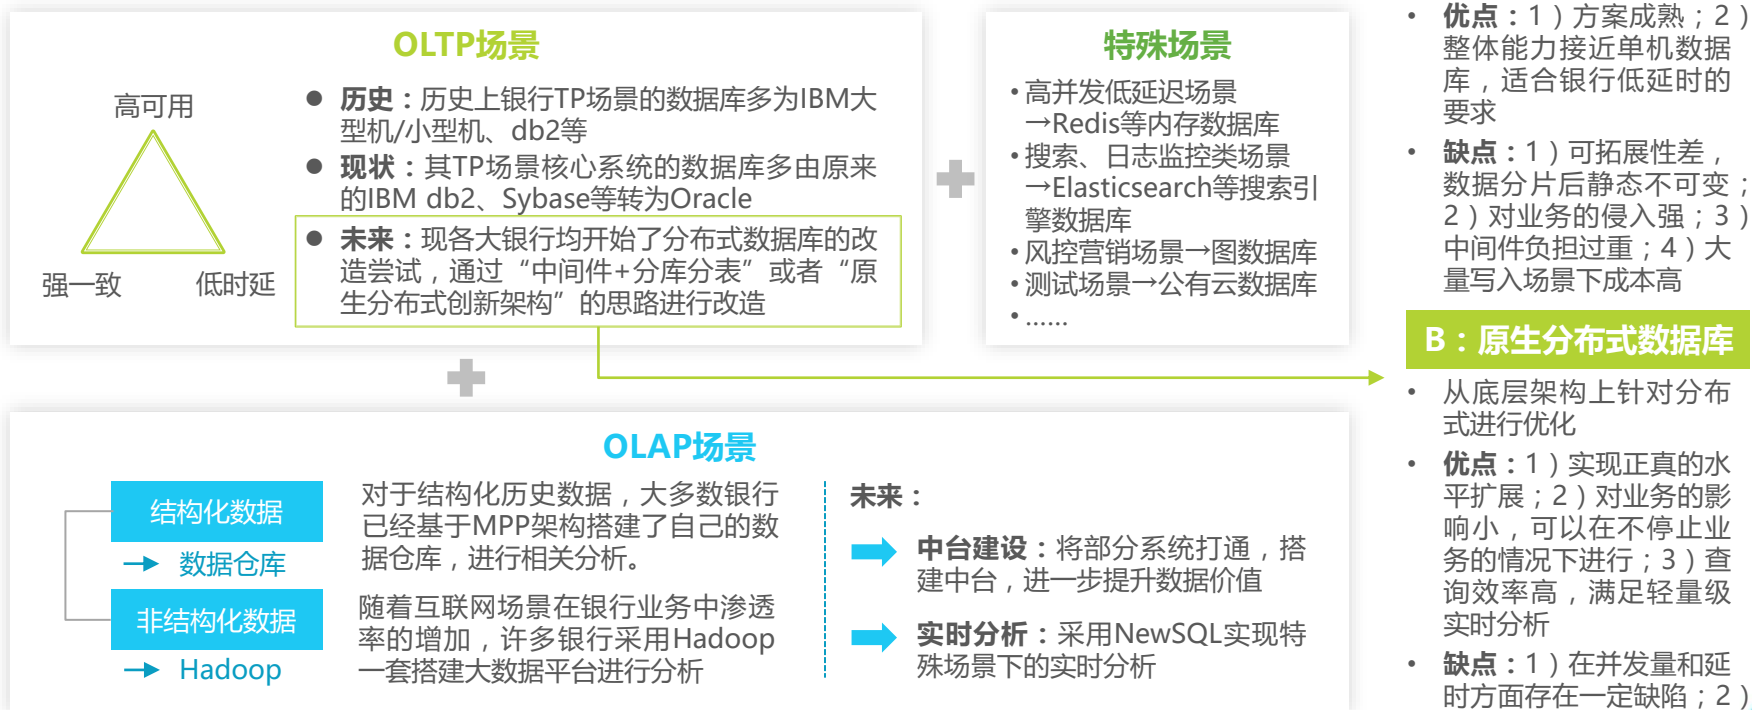 OLTP场景
高可用
强一致
低时延
● 历史：历史上银行TP场景的数据库多为IBM大
型机/小型机、db2等
● 现状：其TP场景核心系统的数据库多由原来
的IBM db2、Sybase等转为Oracle
● 未来：现各大银行均开始了分布式数据库的改
造尝试，通过“中间件+分库分表”或者“原
生分布式创新架构”的思路进行改造
特殊场景
•高并发低延迟场景
→Redis等内存数据库
•搜索、日志监控类场景
→Elasticsearch等搜索引
擎数据库
•风控营销场景→图数据库
•测试场景→公有云数据库
•……
OLAP场景
结构化数据
→ 数据仓库
非结构化数据
→ Hadoop
对于结构化历史数据，大多数银行
已经基于MPP架构搭建了自己的数
据仓库，进行相关分析。
随着互联网场景在银行业务中渗透
率的增加，许多银行采用Hadoop
一套搭建大数据平台进行分析
未来：
中台建设：将部分系统打通，搭
建中台，进一步提升数据价值
实时分析：采用NewSQL实现特
殊场景下的实时分析
• 优点：1）方案成熟；2）
整体能力接近单机数据
库，适合银行低延时的
要求
• 缺点：1）可拓展性差，
数据分片后静态不可变；
2）对业务的侵入强；3）
中间件负担过重；4）大
量写入场景下成本高
B：原生分布式数据库
• 从底层架构上针对分布
式进行优化
• 优点：1）实现正真的水
平扩展；2）对业务的影
响小，可以在不停止业
务的情况下进行；3）查
询效率高，满足轻量级
实时分析
• 缺点：1）在并发量和延
时方面存在一定缺陷；2）